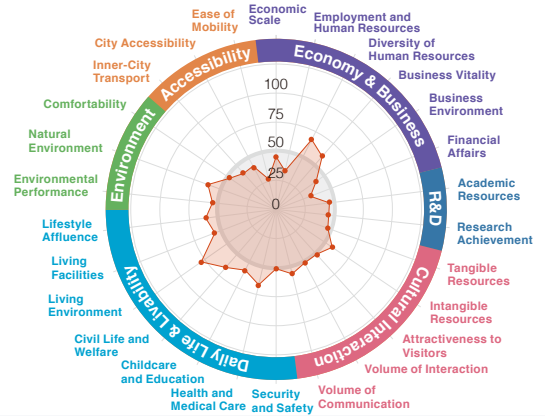 Economic
Scale
Employment and
Human Resources
Diversity of
Human Resources
Business Vitality
Business
Environment
Financial
Affairs
Academic
Resources
Research
Achievement
Tangible
Resources
Intangible
Resources
Attractiveness to
Visitors
Volume of Interaction
Volume of
Communication
Security
and Safety
Health and
Medical Care
Childcare
and Education
Civil Life and
Welfare
Living
Environment
Living
Facilities
Lifestyle
Affluence
Environmental
Performance
Natural
Environment
Comfortability
Inner-City
Transport
City Accessibility
Ease of
Mobility
Economy & Business
R&D
Cultural Interaction
Daily Life & Livability
Environment
Accessibility
100
75
50
25
0